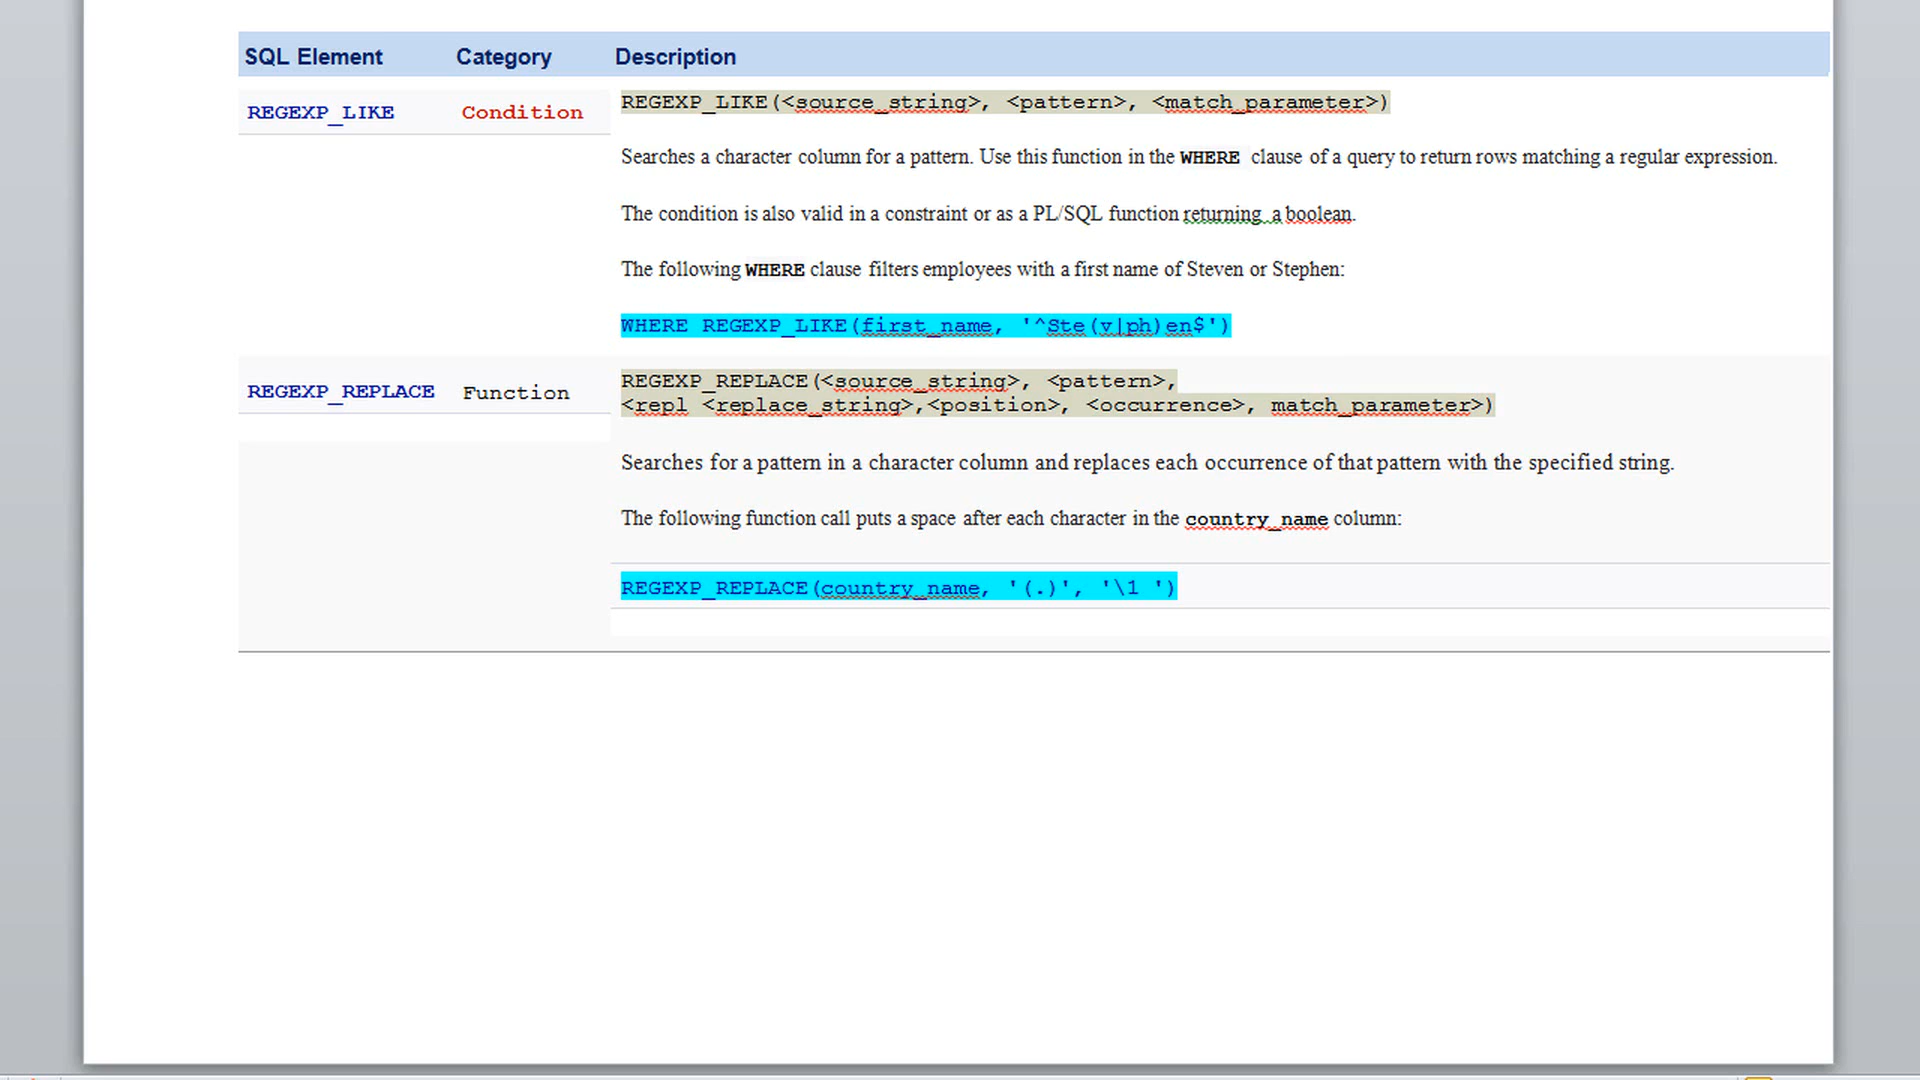 SQL Element Category Description
REGEXP_LIKE Condition REGEXP_LIKE(<source_string>, <pattern>, <match_parameter>)
Searches a character column for a pattern. Use this function in the WHERE clause of a query to return rows matching a regular expression.
The condition is also valid in a constraint or as a PL/SQL function returning a boolean.
The following WHERE clause filters employees with a first name of Steven or Stephen:
WHERE REGEXP_LIKE(first_name, '^Ste(v|ph)en$')
REGEXP_REPLACE Function REGEXP_REPLACE(<source_string>, <pattern>,
<repl <replace_string>,<position>, <occurrence>, match_parameter>)
Searches for a pattern in a character column and replaces each occurrence of that pattern with the specified string.
The following function call puts a space after each character in the country_name column:
REGEXP_REPLACE(country_name, '(.)', '\1 ')